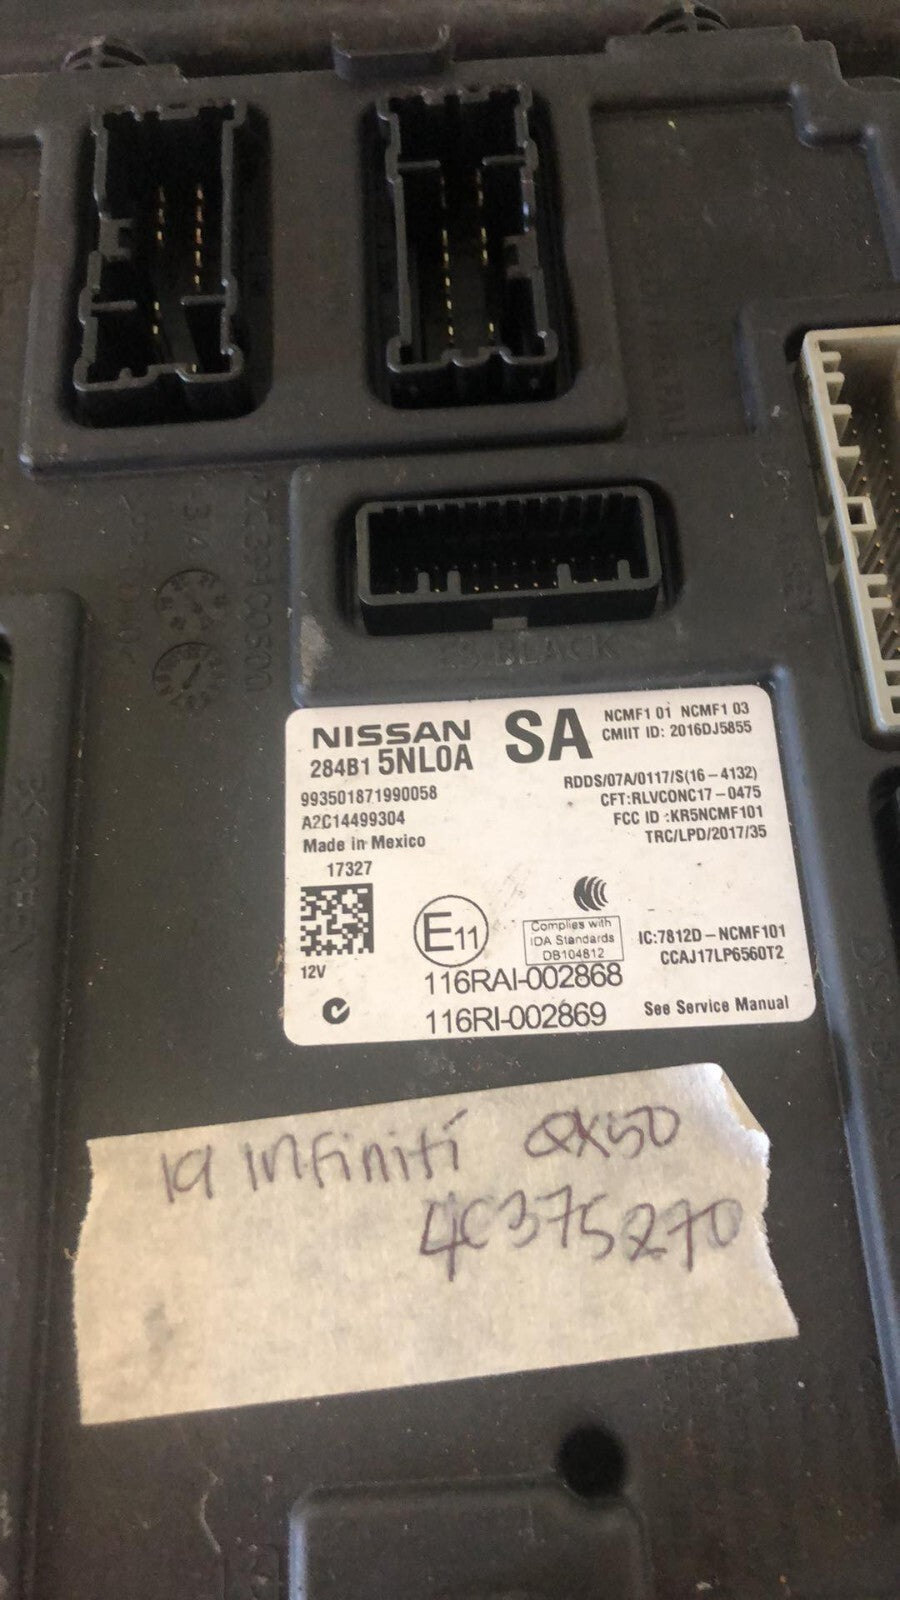 E3 BLACK
NISSAN SA NCMF1 01 NCMF1 03
CMIIT ID: 2016DJ5855
284B1 5NL0A
993501871990058
A2C14499304
Made in Mexico
17327
RDDS/07A/0117/S(16-4132)
CFT:RLVCONC17-0475
FCC ID :KR5NCMF101
TRC/LPD/2017/35
12V
E11
Complies with
IDA Standards
DB104812
IC:7812D-NCMF101
CCAJ17LP6560T2
116RAI-002868
116RI-002869
See Service Manual
19 Infiniti QX50
4C375270